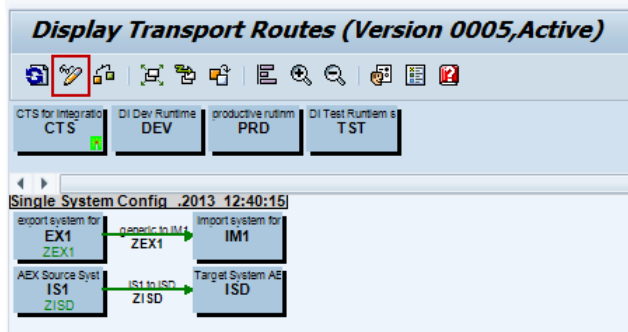 Display Transport Routes (Version 0005,Active)
CTS for Integratio
CTS
DI Dev Runtime
DEV
productive rutinm
PRD
DI Test Runtiem s
TST
Single System Config .2013 12:40:15
export system for
EX1
ZEX1
generic to IM1
ZEX1
Import system for
IM1
AEX Source Syst
IS1
ZISD
IS1 to ISD
ZISD
Target System AE
ISD